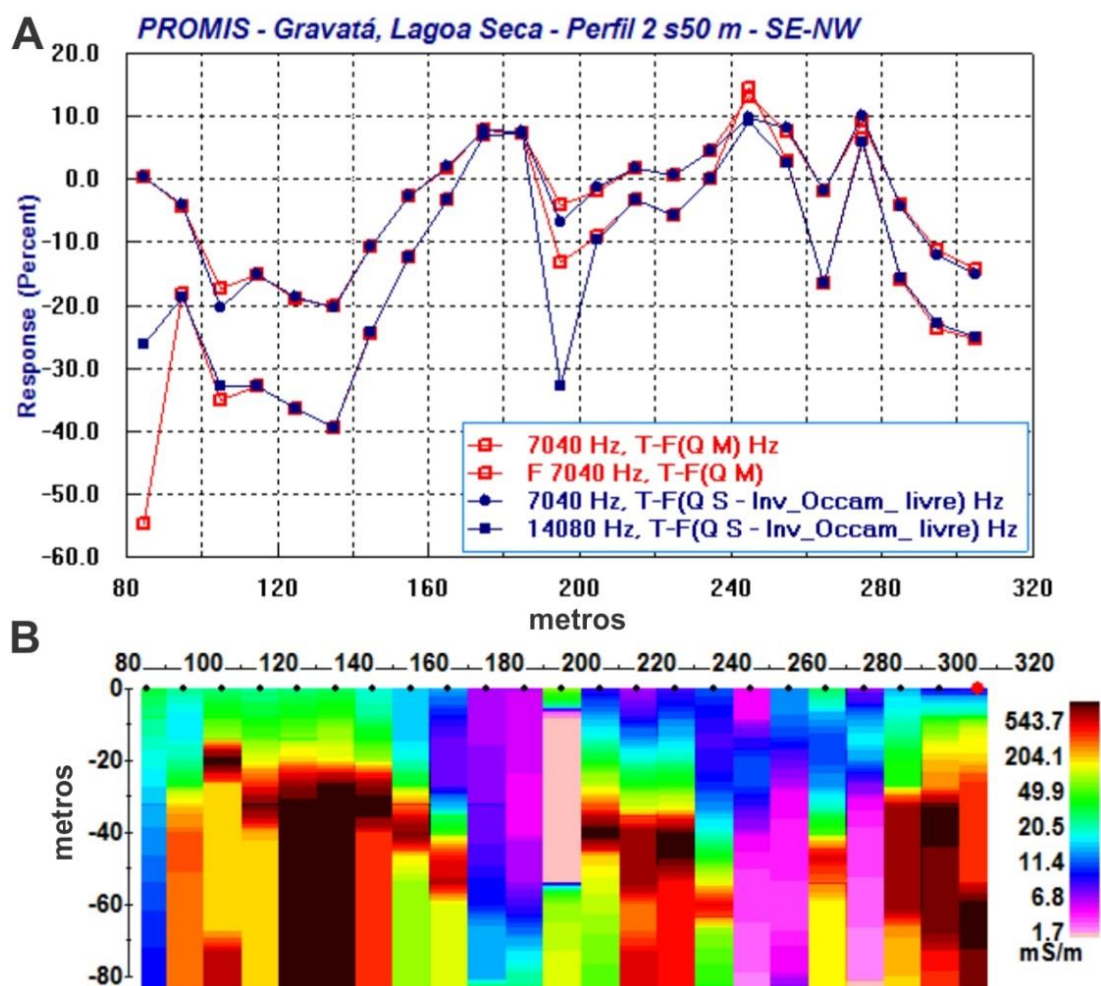 A
PROMIS - Gravatá, Lagoa Seca - Perfil 2 s50 m - SE-NW
20.0
10.0
0.0
-10.0
-20.0
-30.0
-40.0
-50.0
-60.0
Response (Percent)
7040 Hz, T-F(Q M) Hz
F 7040 Hz, T-F(Q M)
7040 Hz, T-F(Q S - Inv_Occam_ livre) Hz
14080 Hz, T-F(Q S - Inv_Occam_ livre) Hz
80 120 160 200 240 280 320
metros
B
80 100 120 140 160 180 200 220 240 260 280 300 320
0
-20
-40
-60
-80
metros
543.7
204.1
49.9
20.5
11.4
6.8
1.7
mS/m